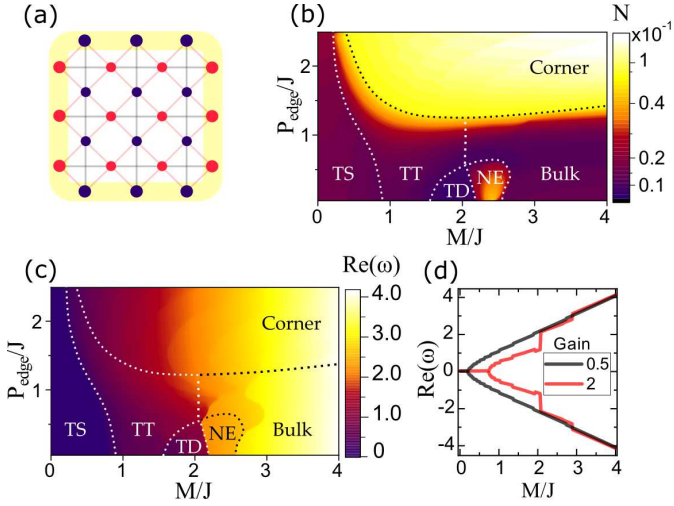 (a)
(b)
N
x10⁻¹
P_edge/J
2
1
0
1
2
3
4
M/J
Corner
TS
TT
TD
NE
Bulk
1
0.4
0.2
0.1
(c)
Re(ω)
P_edge/J
2
1
0
0
1
2
3
4
M/J
Corner
TS
TT
TD
NE
Bulk
4.0
3.0
2.0
1.0
0.0
(d)
Re(ω)
4
2
0
-2
-4
0
1
2
3
4
M/J
Gain
0.5
2